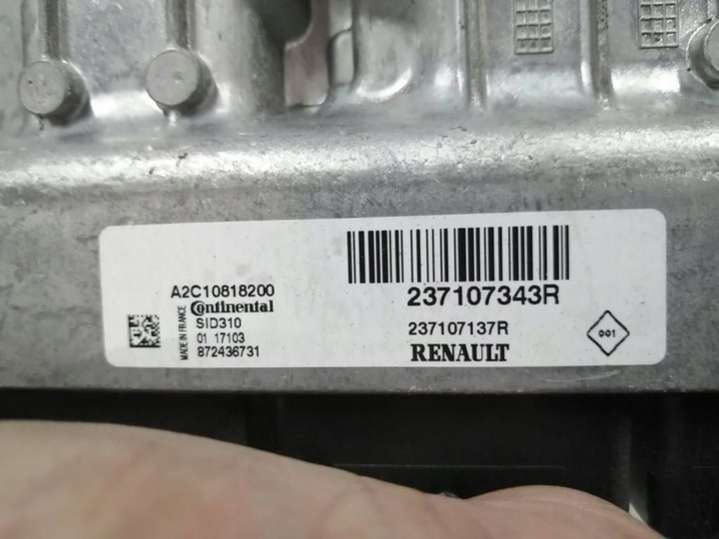 A2C10818200
Continental
SID310
01 17103
872436731
MADE IN FRANCE
237107343R
237107137R
RENAULT
001